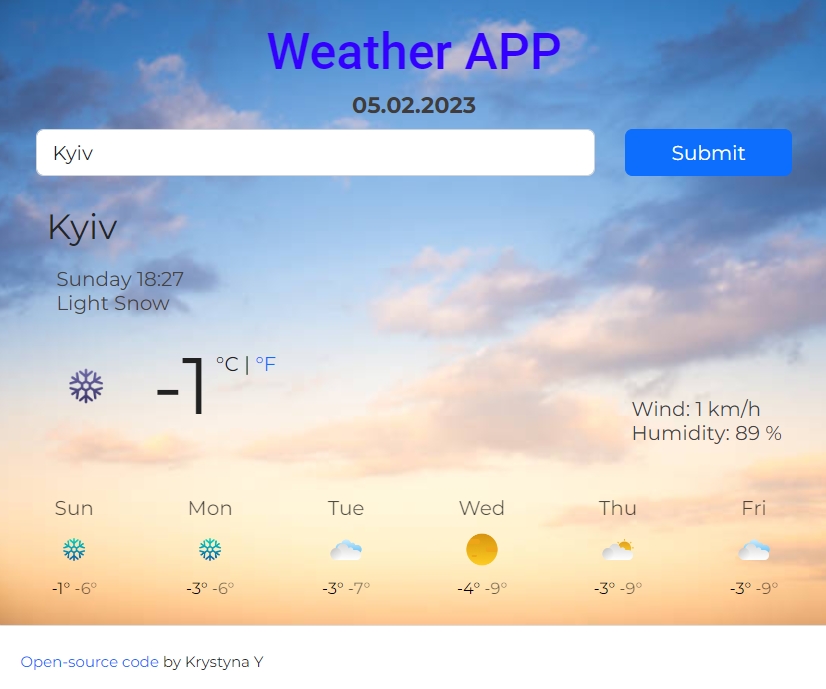 Weather APP
05.02.2023
Kyiv
Submit
Kyiv
Sunday 18:27
Light Snow
-1 °C | °F
Wind: 1 km/h
Humidity: 89 %
Sun Mon Tue Wed Thu Fri
-1° -6° -3° -6° -3° -7° -4° -9° -3° -9° -3° -9°
Open-source code by Krystyna Y